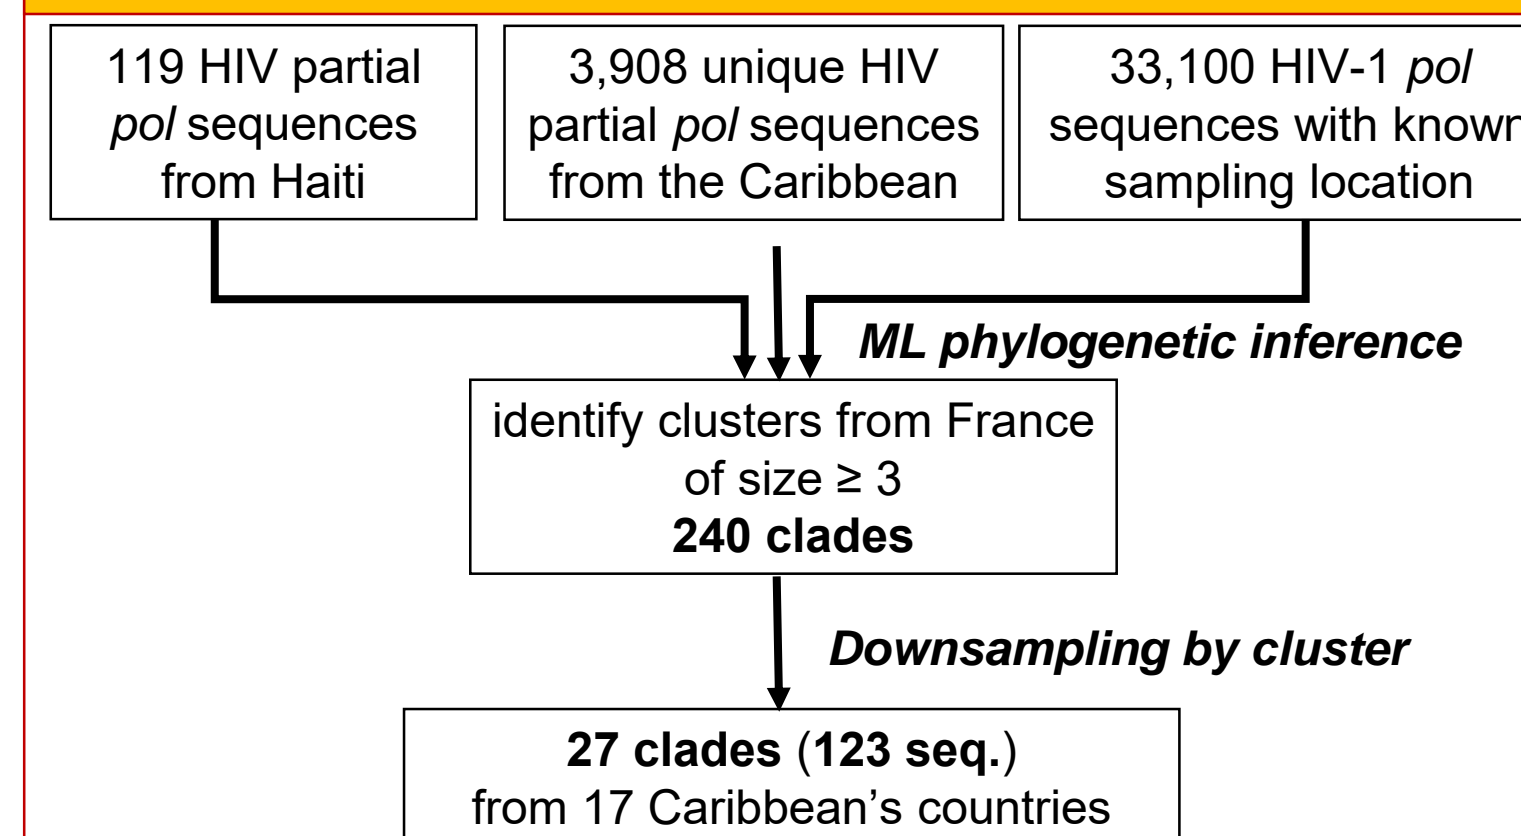 119 HIV partial
pol sequences
from Haiti
3,908 unique HIV
partial pol sequences
from the Caribbean
33,100 HIV-1 pol
sequences with known
sampling location
ML phylogenetic inference
identify clusters from France
of size ≥ 3
240 clades
Downsampling by cluster
27 clades (123 seq.)
from 17 Caribbean’s countries